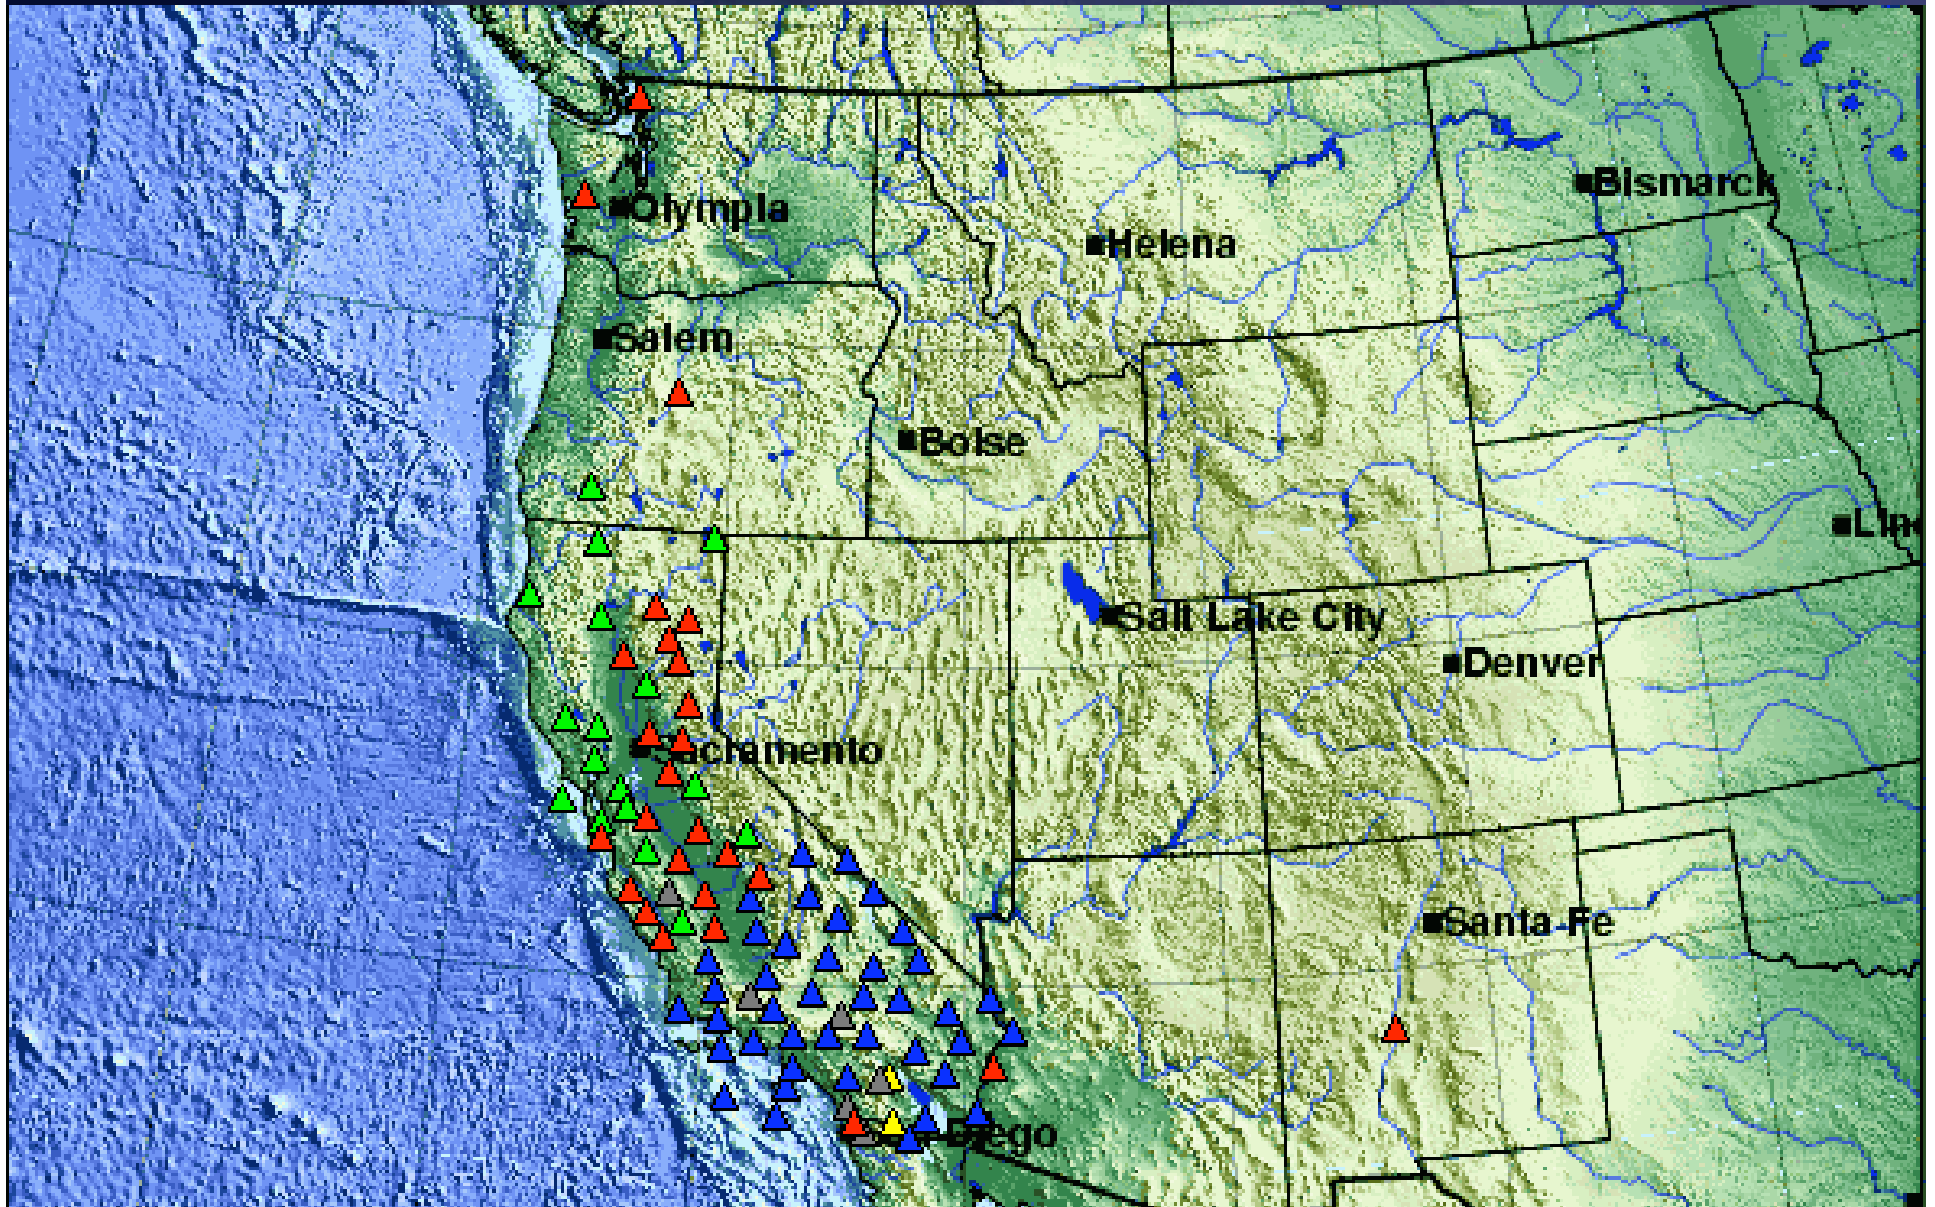 Bismarck
Olympia
Helena
Salem
Boise
Salt Lake City
Denver
Sacramento
Santa Fe
Diego